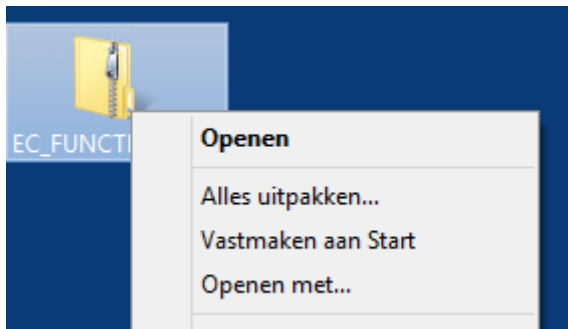 EC_FUNCTI
Openen
Alles uitpakken...
Vastmaken aan Start
Openen met...